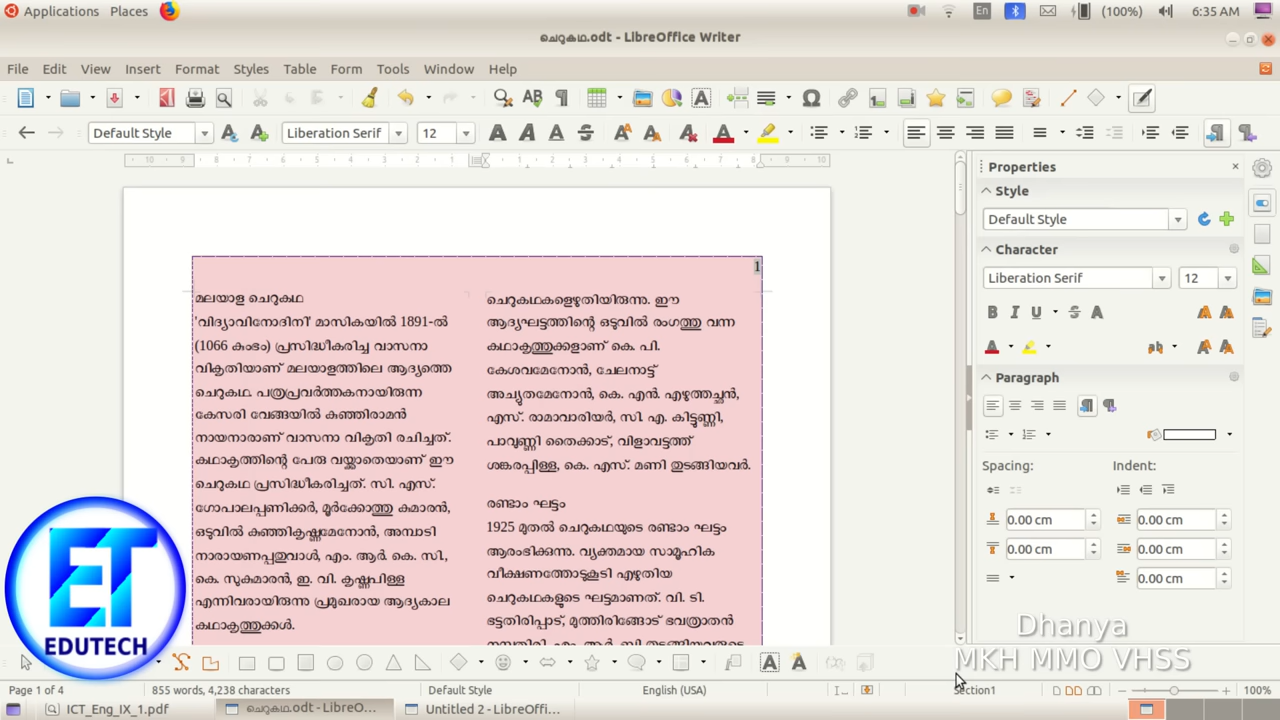 Applications Places En (100%) 6:35 AM
ചെറുകഥ.odt - LibreOffice Writer
File Edit View Insert Format Styles Table Form Tools Window Help
Default Style Liberation Serif 12
Properties
Style
Default Style
Character
Liberation Serif 12
Paragraph
Spacing: Indent:
0.00 cm 0.00 cm
0.00 cm 0.00 cm
0.00 cm
1
മലയാള ചെറുകഥ
'വിദ്യാവിനോദിനി' മാസികയിൽ 1891-ൽ
(1066 കുംഭം) പ്രസിദ്ധീകരിച്ച വാസനാ
വികൃതിയാണ് മലയാളത്തിലെ ആദ്യത്തെ
ചെറുകഥ. പത്രപ്രവർത്തകനായിരുന്ന
കേസരി വേങ്ങയിൽ കുഞ്ഞിരാമൻ
നായനാരാണ് വാസനാ വികൃതി രചിച്ചത്.
കഥാകൃത്തിന്റെ പേരു വയ്ക്കാതെയാണ് ഈ
ചെറുകഥ പ്രസിദ്ധീകരിച്ചത്. സി. എസ്.
ഗോപാലപ്പണിക്കർ, മൂർക്കോത്തു കുമാരൻ,
ഒടുവിൽ കുഞ്ഞികൃഷ്ണമേനോൻ, അമ്പാടി
നാരായണപ്പതുവാൾ, എം. ആർ. കെ. സി.,
കെ. സുകുമാരൻ, ഇ. വി. കൃഷ്ണപിള്ള
എന്നിവരായിരുന്നു പ്രമുഖരായ ആദ്യകാല
കഥാകൃത്തുക്കൾ.
ചെറുകഥകളെഴുതിയിരുന്നു. ഈ
ആദ്യഘട്ടത്തിന്റെ ഒടുവിൽ രംഗത്തു വന്ന
കഥാകൃത്തുക്കളാണ് കെ. പി.
കേശവമേനോൻ, ചേലനാട്ട്
അച്യുതമേനോൻ, കെ. എൻ. എഴുത്തച്ഛൻ,
എസ്. രാമാവാരിയർ, സി. എ. കിട്ടുണ്ണി,
പാവുണ്ണി തൈക്കാട്, വിളാവട്ടത്ത്
ശങ്കരപ്പിള്ള, കെ. എസ്. മണി തുടങ്ങിയവർ.
രണ്ടാം ഘട്ടം
1925 മുതൽ ചെറുകഥയുടെ രണ്ടാം ഘട്ടം
ആരംഭിക്കുന്നു. വ്യക്തമായ സാമൂഹിക
വീക്ഷണത്തോടുകൂടി എഴുതിയ
ചെറുകഥകളുടെ ഘട്ടമാണത്. വി. ടി.
ഭട്ടതിരിപ്പാട്, മുത്തിരിങ്ങോട് ഭവത്രാതൻ
ET
EDUTECH
Dhanya
MKH MMO VHSS
Page 1 of 4 855 words, 4,238 characters Default Style English (USA) Section1 100%
ICT_Eng_IX_1.pdf ചെറുകഥ.odt - LibreO... Untitled 2 - LibreOffi...